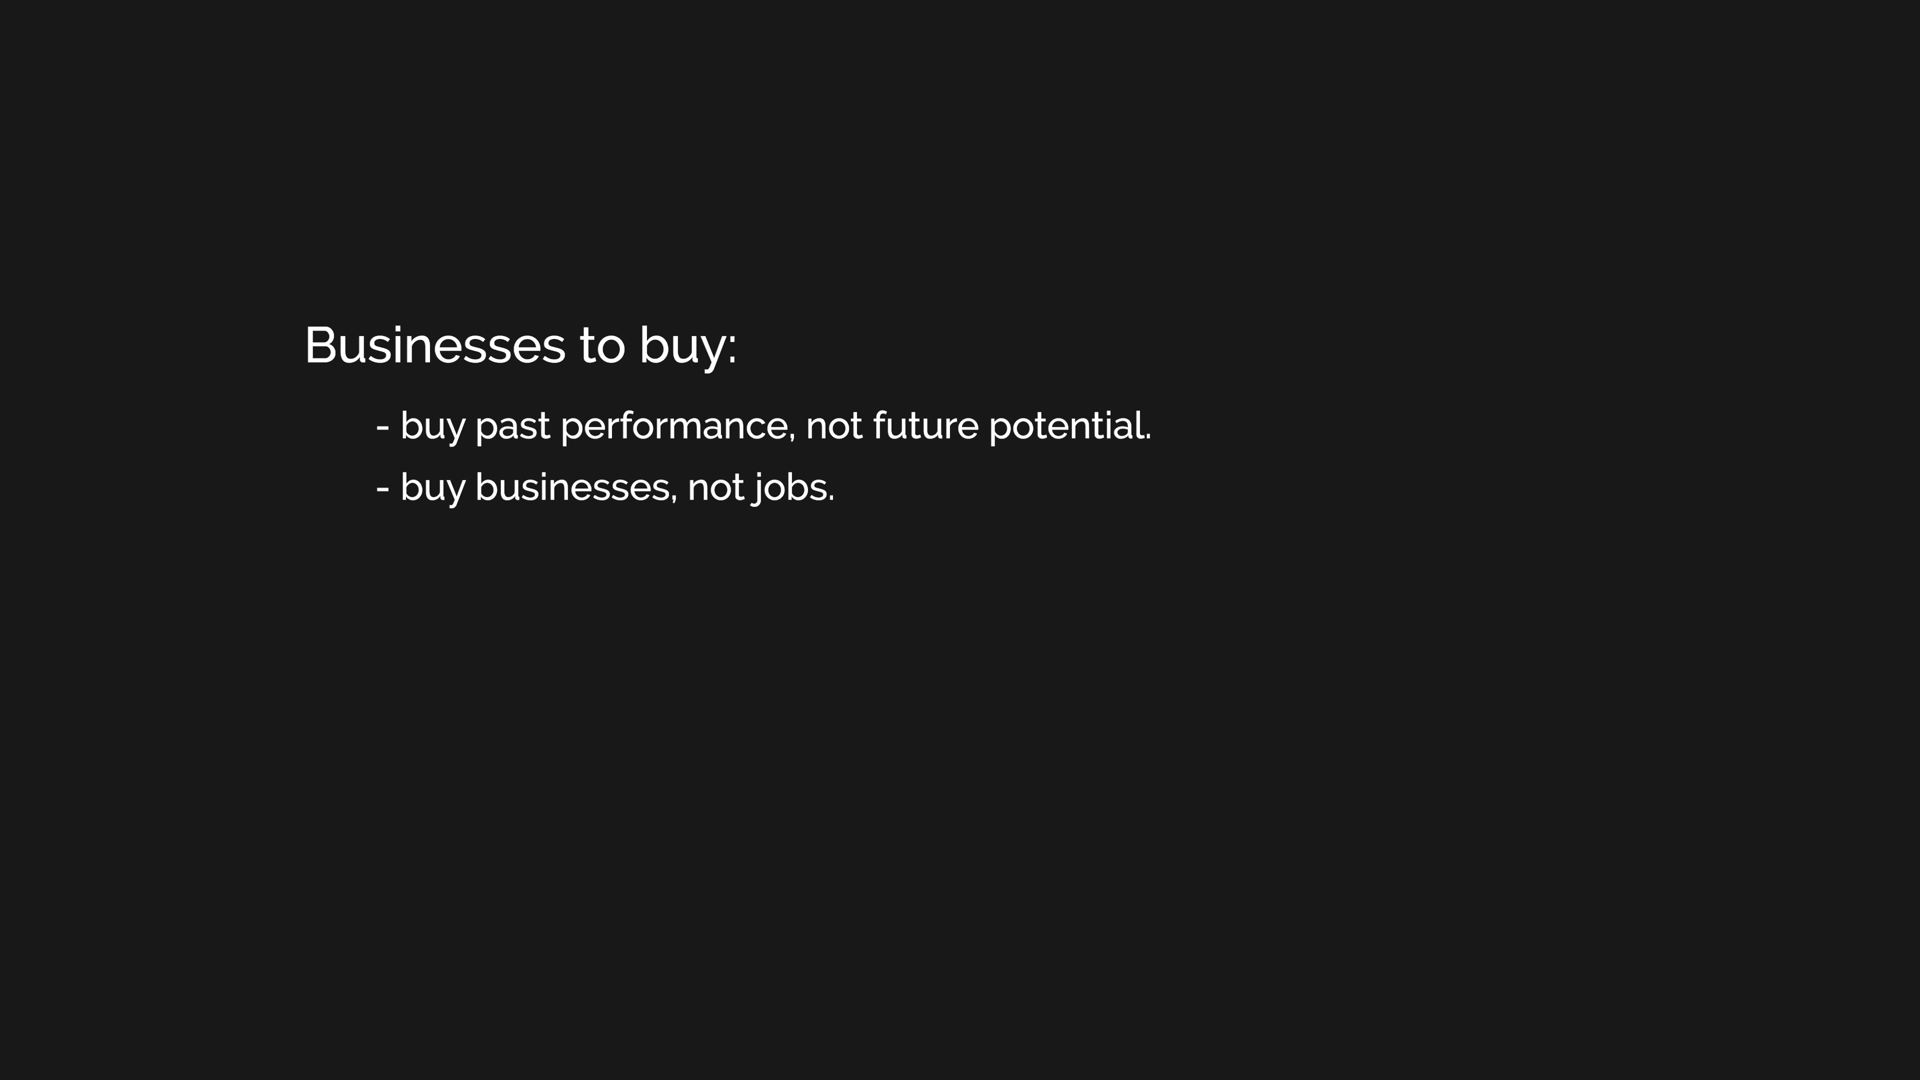 Businesses to buy:
- buy past performance, not future potential.
- buy businesses, not jobs.